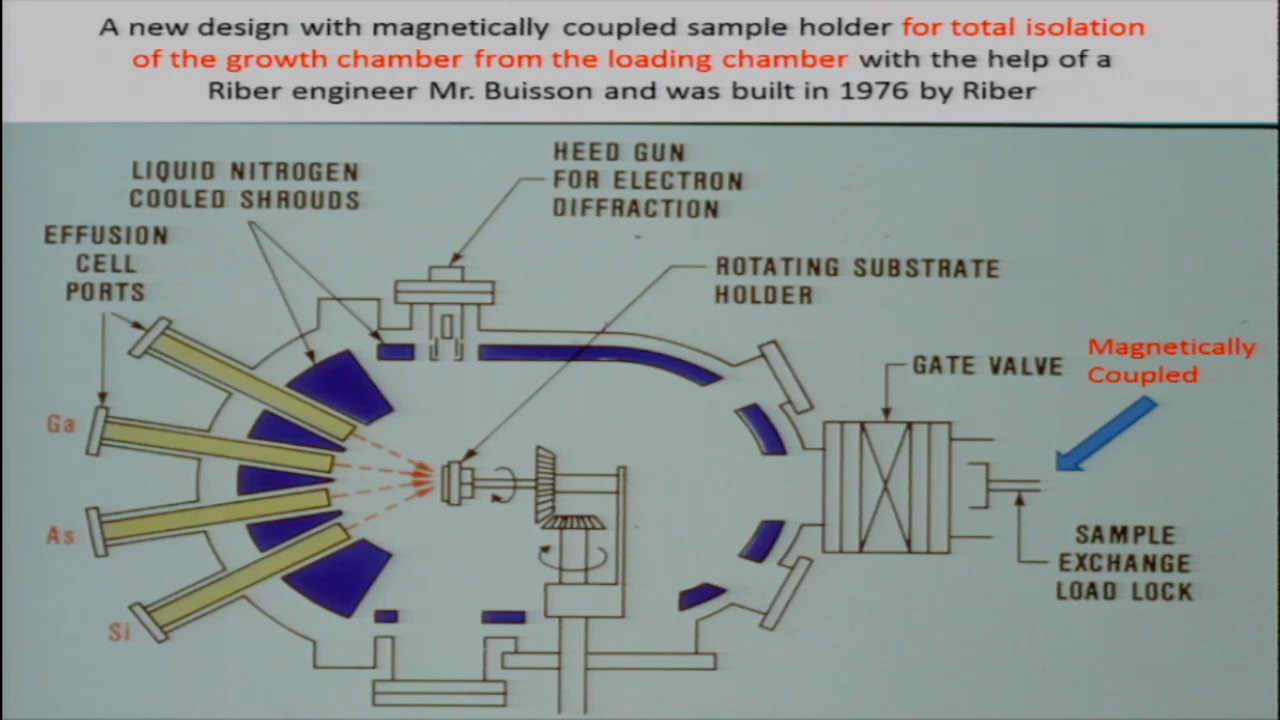 A new design with magnetically coupled sample holder for total isolation
of the growth chamber from the loading chamber with the help of a
Riber engineer Mr. Buisson and was built in 1976 by Riber
LIQUID NITROGEN
COOLED SHROUDS
HEED GUN
FOR ELECTRON
DIFFRACTION
EFFUSION
CELL
PORTS
ROTATING SUBSTRATE
HOLDER
GATE VALVE
Magnetically
Coupled
Ga
As
Si
SAMPLE
EXCHANGE
LOAD LOCK